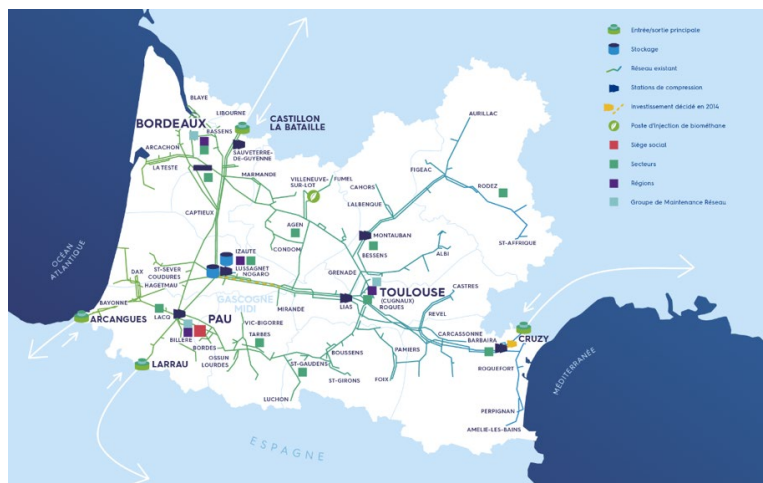 BLAYE
LIBOURNE
BORDEAUX
BASSENS
CASTILLON
LA BATAILLE
ARCACHON
SAUVETERRE-
DE-GUYENNE
LA TESTE
MARMANDE
VILLENEUVE-
SUR-LOT
FUMEL
CAHORS
LALBENQUE
FIGEAC
AURILLAC
RODEZ
ST-AFFRIQUE
CAPTIEUX
AGEN
CONDOM
MONTAUBAN
BESSENS
ALBI
OCÉAN
ATLANTIQUE
IZAUTE
LUSSAGNET
NOGARO
ST-SEVER
COUDURES
HAGETMAU
DAX
BAYONNE
ARCANGUES
GASCOGNE
MIDI
GRENADE
TOULOUSE
(CUGNAUX)
ROQUES
CASTRES
LIAS
MIRANDE
REVEL
LACQ
PAU
BILLERE
BORDES
VIC-BIGORRE
TARBES
OSSUN
LOURDES
LARRAU
BOUSSENS
ST-GAUDENS
ST-GIRONS
LUCHON
PAMIERS
FOIX
CARCASSONNE
BARBAIRA
CRUZY
ROQUEFORT
PERPIGNAN
AMELIE-LES-BAINS
MÉDITERRANÉE
ESPAGNE
Entrée/sortie principale
Stockage
Réseau existant
Stations de compression
Investissement décidé en 2014
Poste d'injection de biométhane
Siège social
Secteurs
Régions
Groupe de Maintenance Réseau